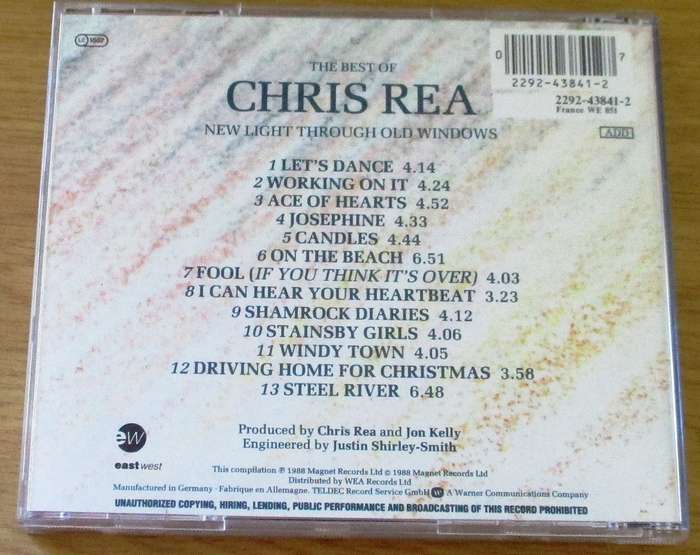 LC 1557
0 7
2292-43841-2
2292-43841-2
France WE 851
ADD
THE BEST OF
CHRIS REA
NEW LIGHT THROUGH OLD WINDOWS
1 LET'S DANCE 4.14
2 WORKING ON IT 4.24
3 ACE OF HEARTS 4.52
4 JOSEPHINE 4.33
5 CANDLES 4.44
6 ON THE BEACH 6.51
7 FOOL (IF YOU THINK IT'S OVER) 4.03
8 I CAN HEAR YOUR HEARTBEAT 3.23
9 SHAMROCK DIARIES 4.12
10 STAINSBY GIRLS 4.06
11 WINDY TOWN 4.05
12 DRIVING HOME FOR CHRISTMAS 3.58
13 STEEL RIVER 6.48
Produced by Chris Rea and Jon Kelly
Engineered by Justin Shirley-Smith
ew
eastwest
This compilation ℗ 1988 Magnet Records Ltd © 1988 Magnet Records Ltd
Distributed by WEA Records Ltd
Manufactured in Germany · Fabrique en Allemagne. TELDEC Record Service GmbH A Warner Communications Company
UNAUTHORIZED COPYING, HIRING, LENDING, PUBLIC PERFORMANCE AND BROADCASTING OF THIS RECORD PROHIBITED